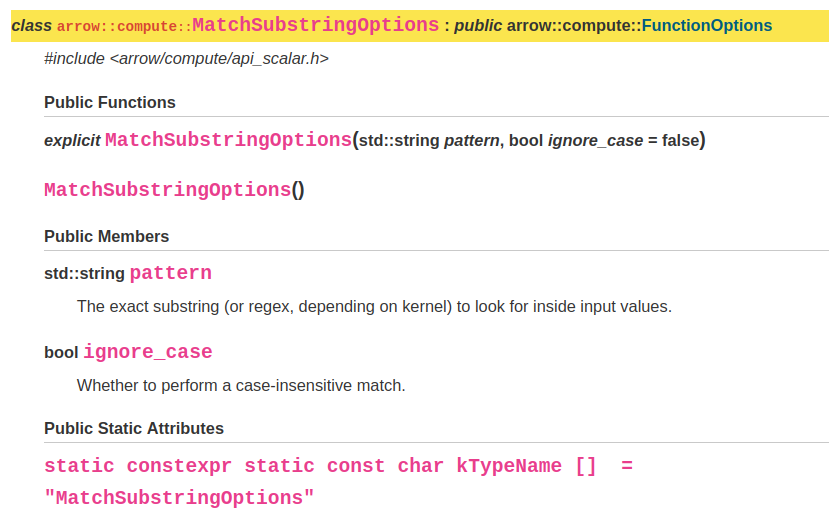 class arrow::compute::MatchSubstringOptions : public arrow::compute::FunctionOptions
#include <arrow/compute/api_scalar.h>
Public Functions
explicit MatchSubstringOptions(std::string pattern, bool ignore_case = false)
MatchSubstringOptions()
Public Members
std::string pattern
The exact substring (or regex, depending on kernel) to look for inside input values.
bool ignore_case
Whether to perform a case-insensitive match.
Public Static Attributes
static constexpr static const char kTypeName []  =
"MatchSubstringOptions"